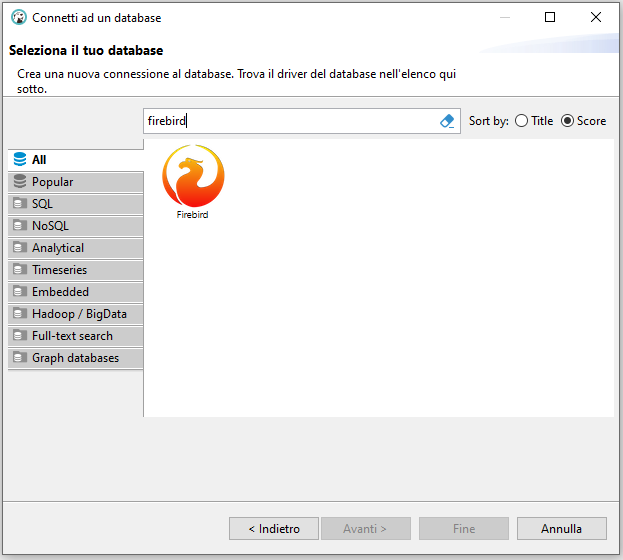 Connetti ad un database
Seleziona il tuo database
Crea una nuova connessione al database. Trova il driver del database nell'elenco qui
sotto.
firebird
Sort by: Title Score
All
Popular
SQL
NoSQL
Analytical
Timeseries
Embedded
Hadoop / BigData
Full-text search
Graph databases
Firebird
< Indietro Avanti > Fine Annulla